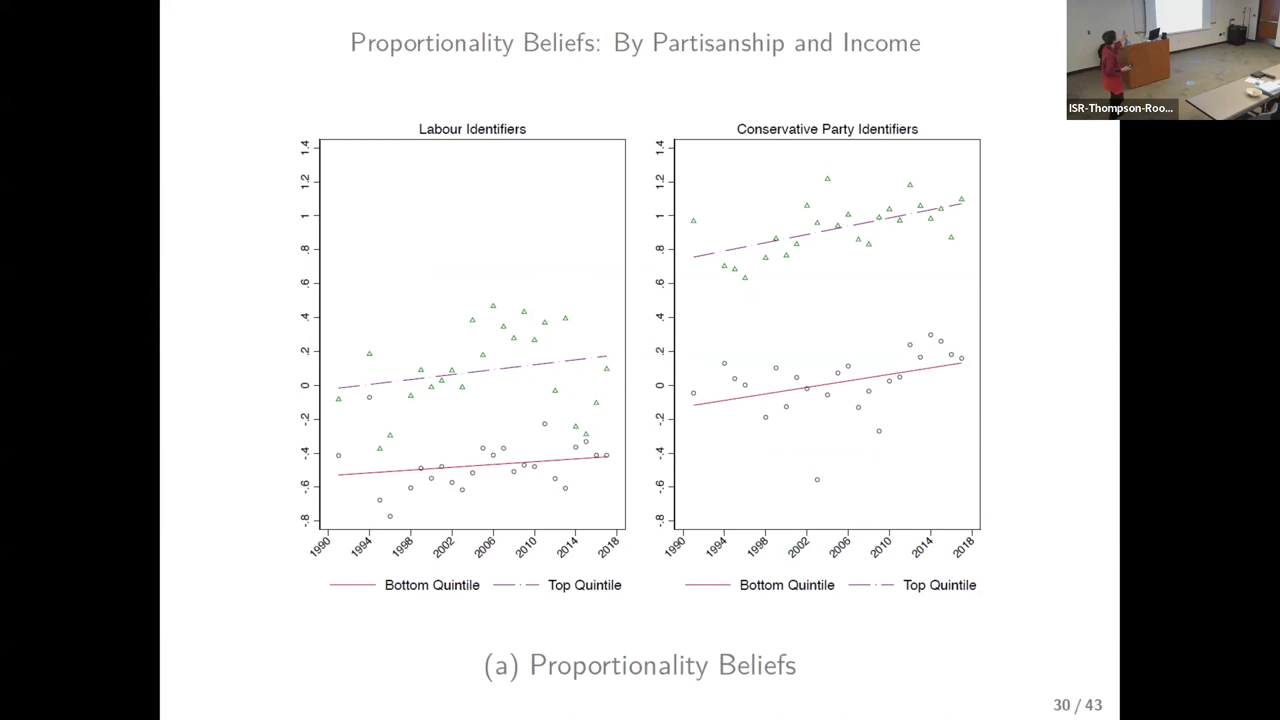 Proportionality Beliefs: By Partisanship and Income
ISR-Thompson-Roo...
Labour Identifiers
1.4
1.2
1
.8
.6
.4
.2
0
-.2
-.4
-.6
-.8
1990 1994 1998 2002 2006 2010 2014 2018
Bottom Quintile Top Quintile
Conservative Party Identifiers
1.4
1.2
1
.8
.6
.4
.2
0
-.2
-.4
-.6
-.8
1990 1994 1998 2002 2006 2010 2014 2018
Bottom Quintile Top Quintile
(a) Proportionality Beliefs
30 / 43